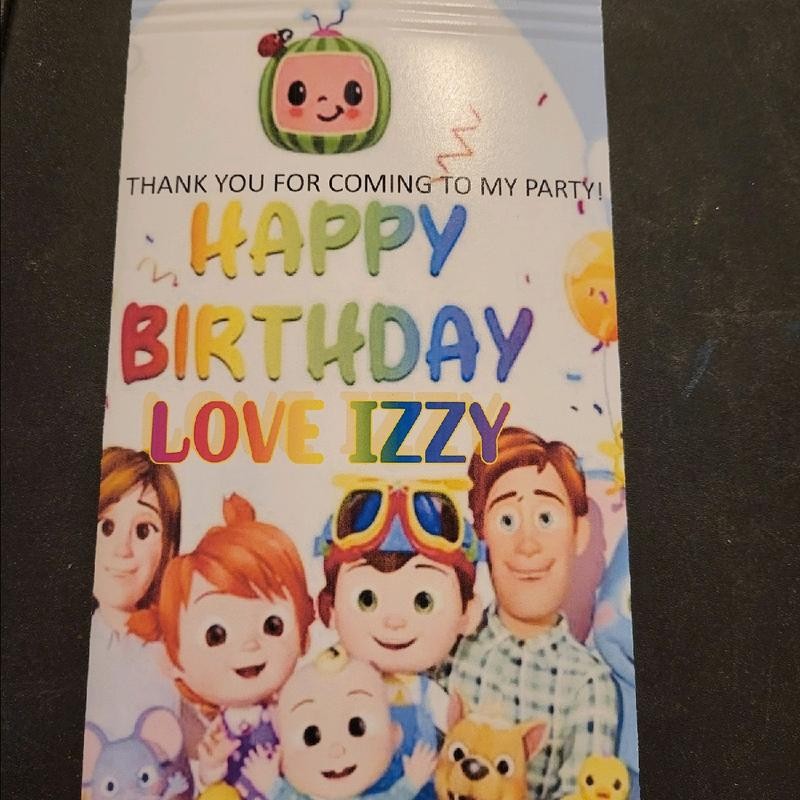 THANK YOU FOR COMING TO MY PARTY!
HAPPY
BIRTHDAY
LOVE IZZY